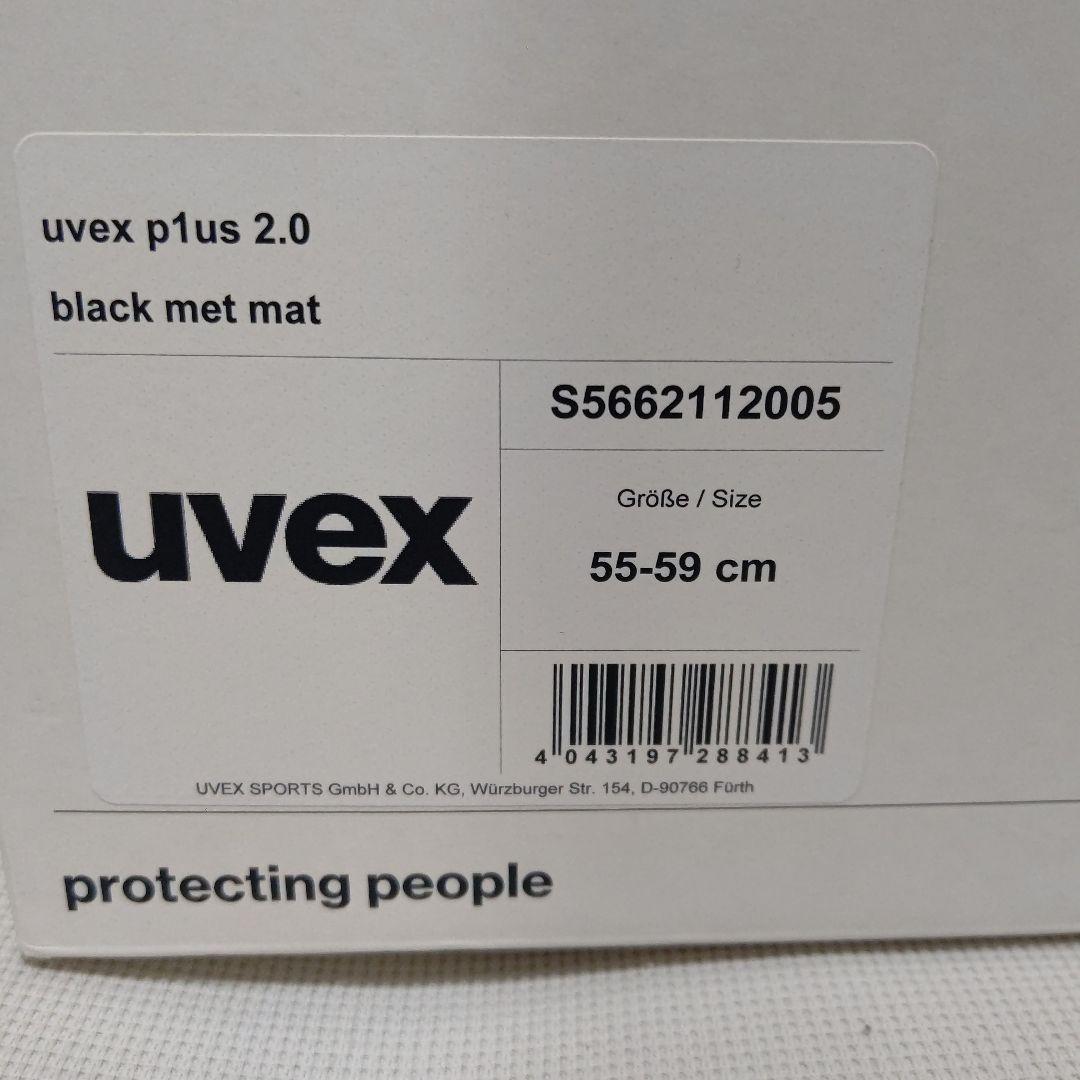 uvex p1us 2.0
black met mat
S5662112005
uvex
Größe / Size
55-59 cm
4 043197 288413
UVEX SPORTS GmbH & Co. KG, Würzburger Str. 154, D-90766 Fürth
protecting people